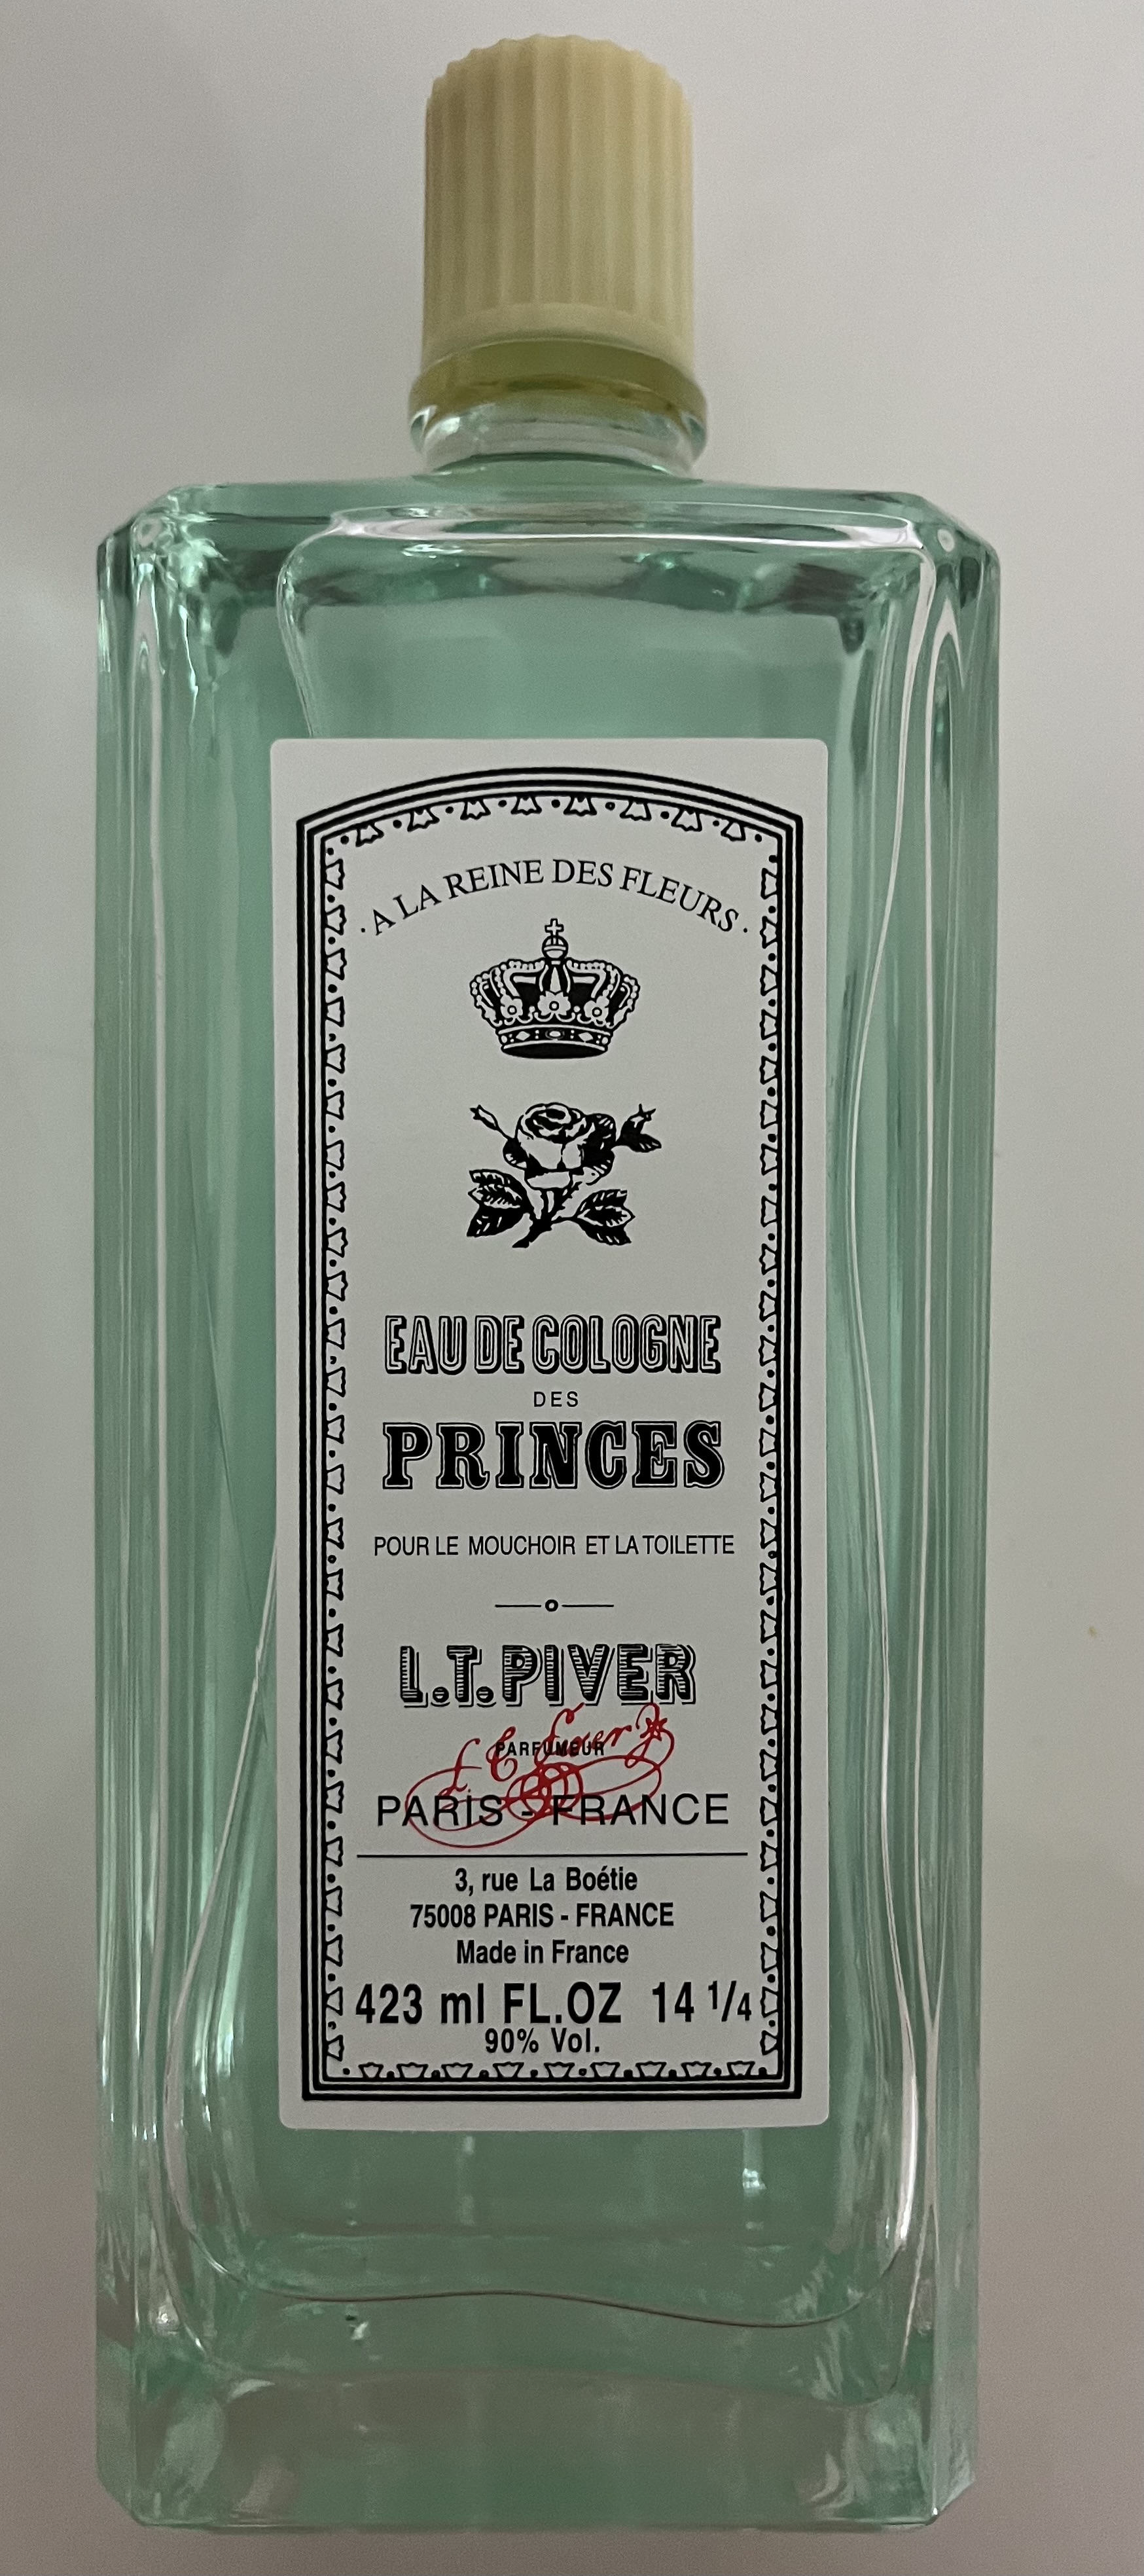 · A LA REINE DES FLEURS ·
EAU DE COLOGNE
DES
PRINCES
POUR LE MOUCHOIR ET LA TOILETTE
L.T. PIVER
PARFUMEUR
PARIS - FRANCE
3, rue La Boétie
75008 PARIS - FRANCE
Made in France
423 ml FL.OZ 14 1/4
90% Vol.